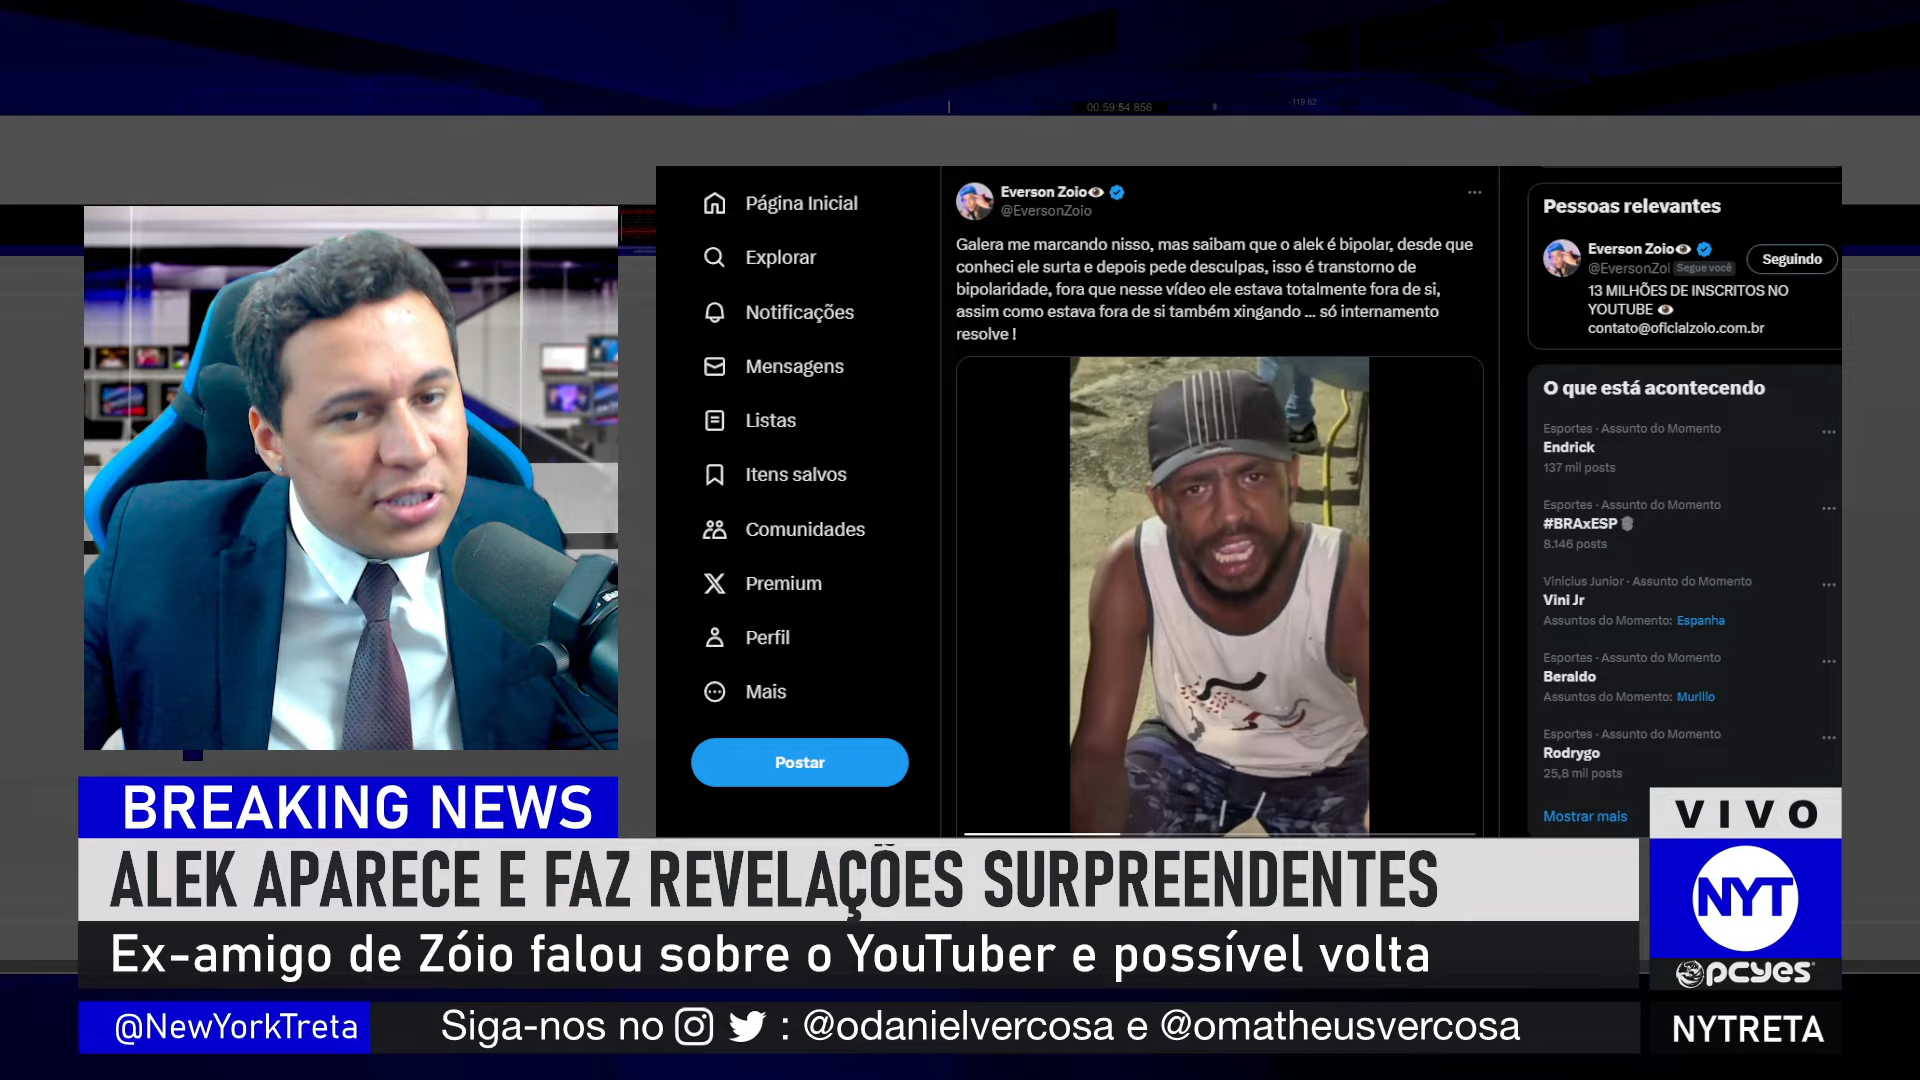 00:59:54.856
-119.62
Página Inicial
Explorar
Notificações
Mensagens
Listas
Itens salvos
Comunidades
Premium
Perfil
Mais
Postar
Everson Zoio
@EversonZoio
Galera me marcando nisso, mas saibam que o alek é bipolar, desde que
conheci ele surta e depois pede desculpas, isso é transtorno de
bipolaridade, fora que nesse vídeo ele estava totalmente fora de si,
assim como estava fora de si também xingando ... só internamento
resolve !
Pessoas relevantes
Everson Zoio
@EversonZoi Segue você
Seguindo
13 MILHÕES DE INSCRITOS NO
YOUTUBE
contato@oficialzoio.com.br
O que está acontecendo
Esportes · Assunto do Momento
Endrick
137 mil posts
Esportes · Assunto do Momento
#BRAxESP
8.146 posts
Vinicius Junior · Assunto do Momento
Vini Jr
Assuntos do Momento: Espanha
Esportes · Assunto do Momento
Beraldo
Assuntos do Momento: Murillo
Esportes · Assunto do Momento
Rodrygo
25,8 mil posts
Mostrar mais
BREAKING NEWS
ALEK APARECE E FAZ REVELAÇÕES SURPREENDENTES
Ex-amigo de Zóio falou sobre o YouTuber e possível volta
@NewYorkTreta
Siga-nos no : @odanielvercosa e @omatheusvercosa
VIVO
NYT
pcyes
NYTRETA